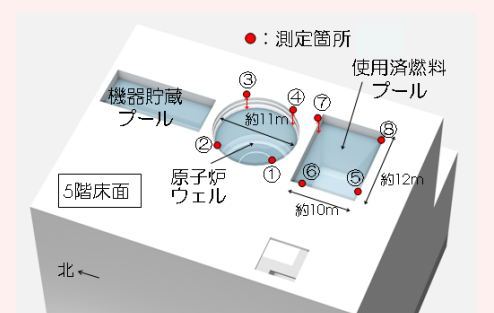 ●：測定箇所
使用済燃料
プール
③
④
⑦
機器貯蔵
プール
約11m
⑧
②
①
⑥
⑤
約12m
原子炉
ウェル
5階床面
約10m
北